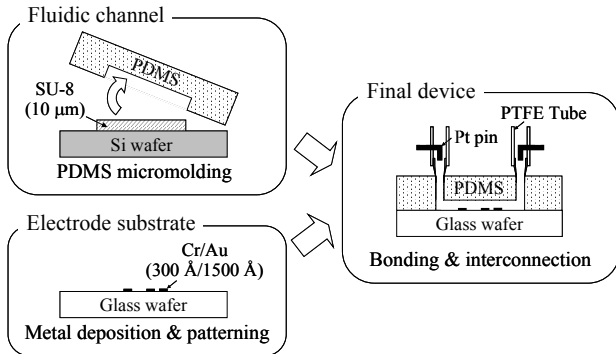 Fluidic channel
PDMS
SU-8
(10 μm)
Si wafer
PDMS micromolding
Electrode substrate
Cr/Au
(300 Å/1500 Å)
Glass wafer
Metal deposition & patterning
Final device
PTFE Tube
Pt pin
PDMS
Glass wafer
Bonding & interconnection